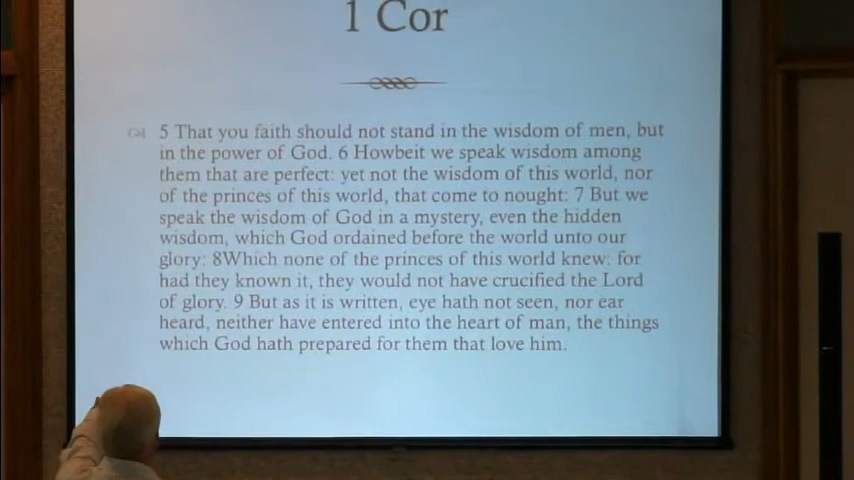 1 Cor
5 That you faith should not stand in the wisdom of men, but
in the power of God. 6 Howbeit we speak wisdom among
them that are perfect: yet not the wisdom of this world, nor
of the princes of this world, that come to nought: 7 But we
speak the wisdom of God in a mystery, even the hidden
wisdom, which God ordained before the world unto our
glory: 8Which none of the princes of this world knew: for
had they known it, they would not have crucified the Lord
of glory. 9 But as it is written, eye hath not seen, nor ear
heard, neither have entered into the heart of man, the things
which God hath prepared for them that love him.